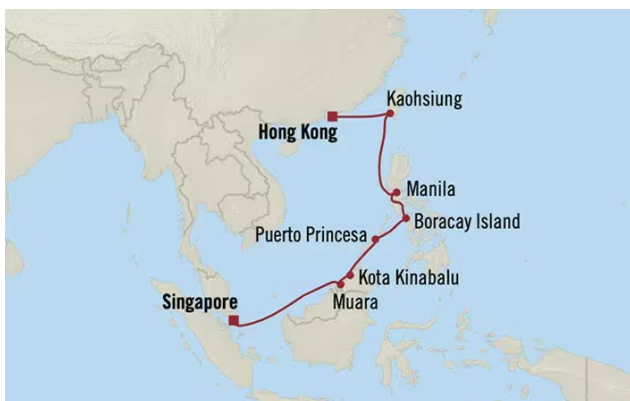 Kaohsiung
Hong Kong
Manila
Boracay Island
Puerto Princesa
Kota Kinabalu
Singapore
Muara